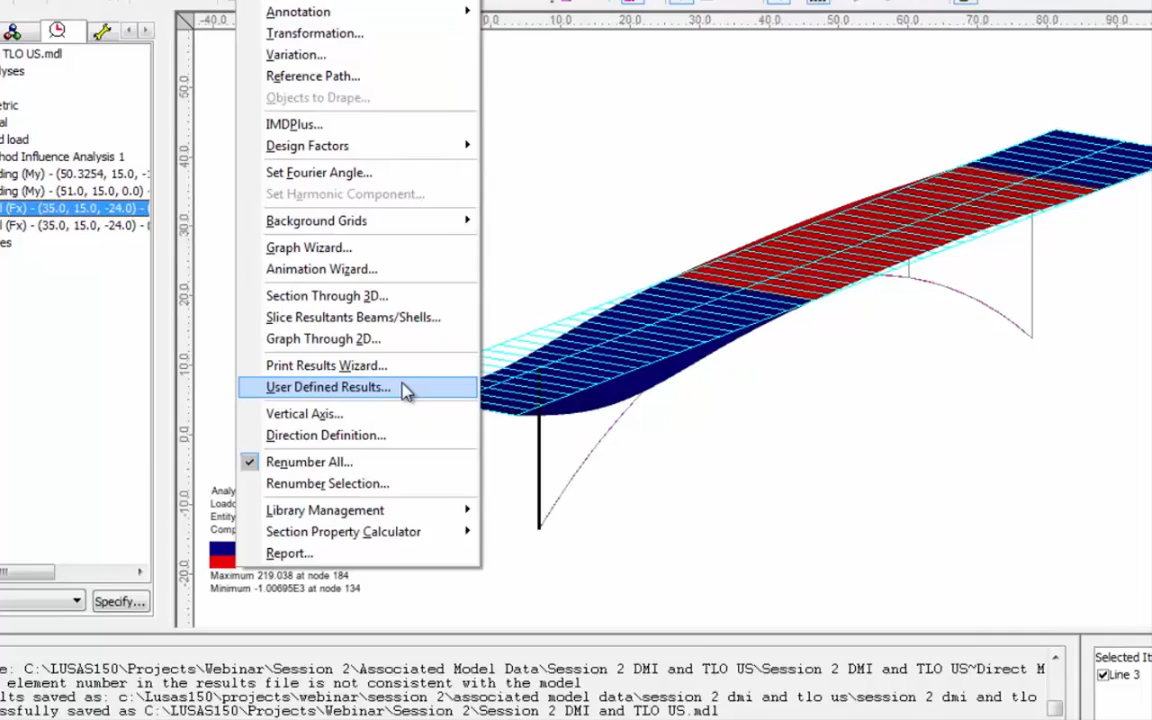 -40.0
0.0
10.0
20.0
30.0
40.0
50.0
60.0
70.0
80.0
90.0
50.0
40.0
30.0
20.0
10.0
0.0
-10.0
-20.0
TLO US.mdl
lyses
etric
al
d load
hod Influence Analysis 1
ding (My) - (50.3254, 15.0, -
ding (My) - (51.0, 15.0, 0.0) -
l (Fx) - (35.0, 15.0, -24.0) -
l (Fx) - (35.0, 15.0, -24.0) -
es
Specify...
Annotation
Transformation...
Variation...
Reference Path...
Objects to Drape...
IMDPlus...
Design Factors
Set Fourier Angle...
Set Harmonic Component...
Background Grids
Graph Wizard...
Animation Wizard...
Section Through 3D...
Slice Resultants Beams/Shells...
Graph Through 2D...
Print Results Wizard...
User Defined Results...
Vertical Axis...
Direction Definition...
Renumber All...
Renumber Selection...
Library Management
Section Property Calculator
Report...
Analy
Loadc
Entity
Comp
Maximum 219.038 at node 184
Minimum -1.00695E3 at node 134
e: C:\LUSAS150\Projects\Webinar\Session 2\Associated Model Data\Session 2 DMI and TLO US\Session 2 DMI and TLO US~Direct M
element number in the results file is not consistent with the model
lts saved as: c:\lusas150\projects\webinar\session 2\associated model data\session 2 dmi and tlo us\session 2 dmi and tlo
essfully saved as C:\LUSAS150\Projects\Webinar\Session 2\Session 2 DMI and TLO US.mdl
Selected It
Line 3